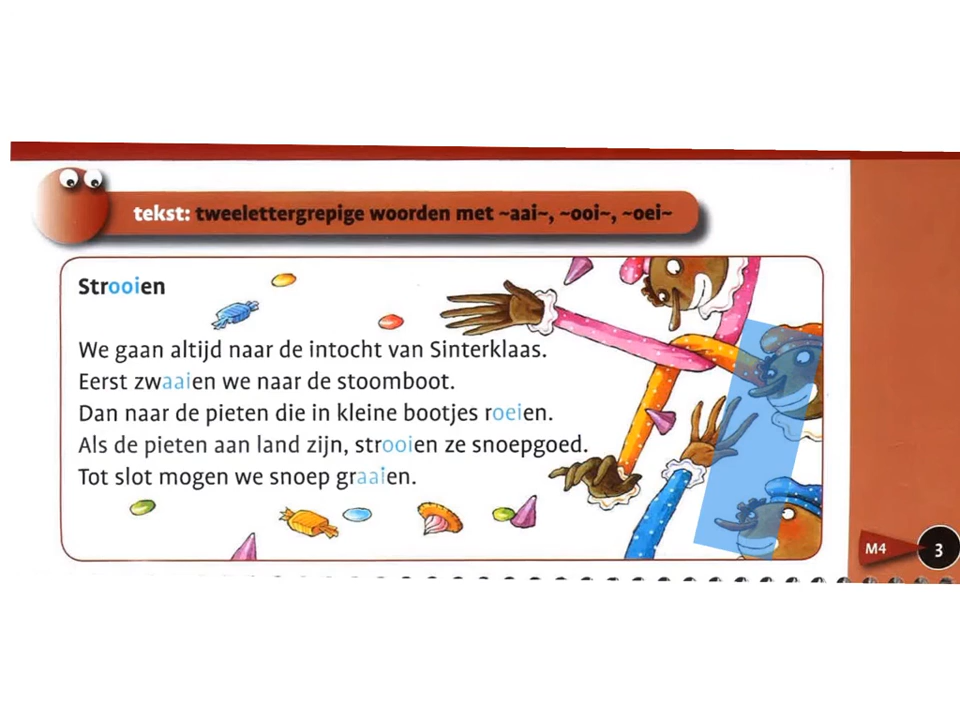 tekst: tweelettergrepige woorden met ~aai~, ~ooi~, ~oei~
Strooien
We gaan altijd naar de intocht van Sinterklaas.
Eerst zwaaien we naar de stoomboot.
Dan naar de pieten die in kleine bootjes roeien.
Als de pieten aan land zijn, strooien ze snoepgoed.
Tot slot mogen we snoep graaien.
M4 3